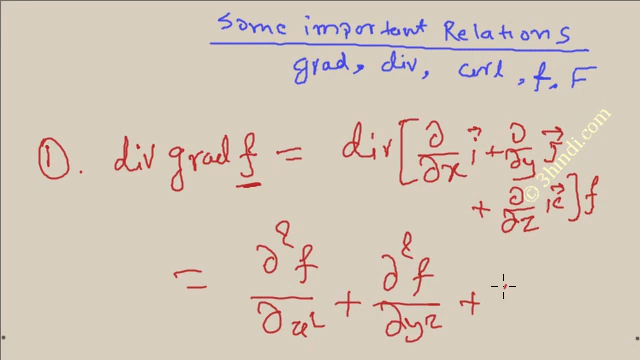 Some important Relations
grad, div, curl, f, F
①. div grad f = div[∂/∂x i⃗ + ∂/∂y j⃗
+ ∂/∂z k⃗]f
= ∂²f/∂x² + ∂²f/∂y² +
© 3hindi.com